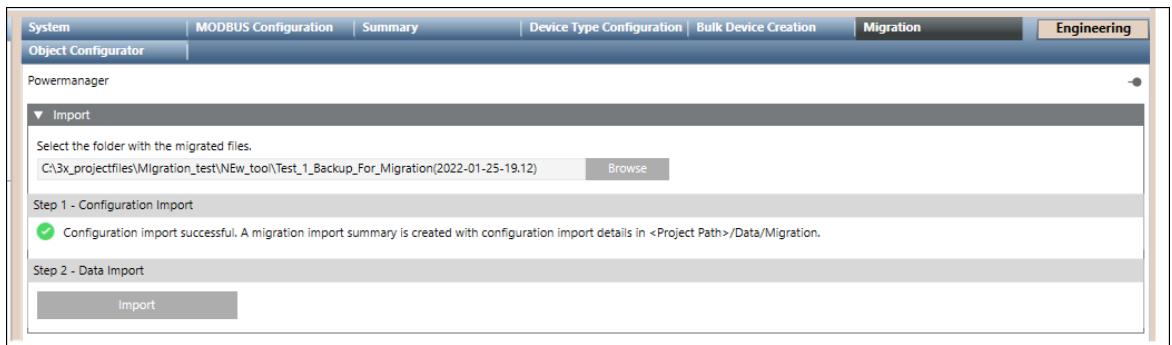 System MODBUS Configuration Summary Device Type Configuration Bulk Device Creation Migration Engineering
Object Configurator
Powermanager
Import
Select the folder with the migrated files.
C:\3x_projectfiles\MIgration_test\NEw_tool\Test_1_Backup_For_Migration(2022-01-25-19.12) Browse
Step 1 - Configuration Import
Configuration import successful. A migration import summary is created with configuration import details in <Project Path>/Data/Migration.
Step 2 - Data Import
Import